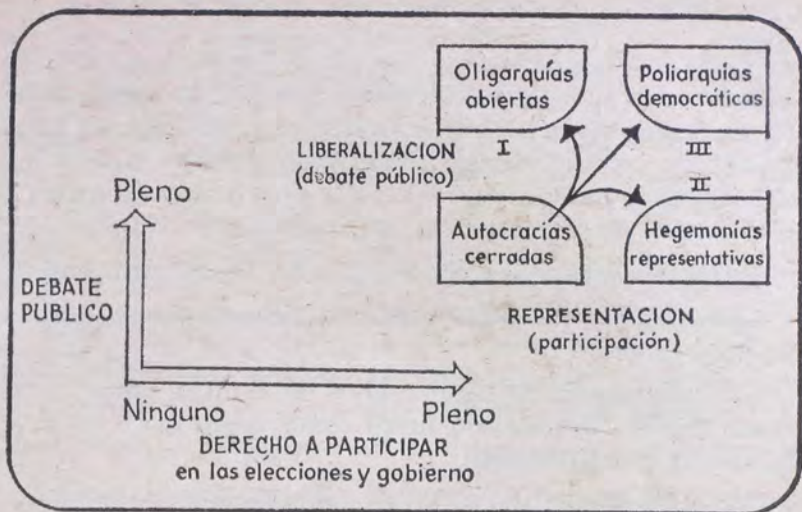 Oligarquías
abiertas
Poliarquías
democráticas
LIBERALIZACION
(debate público)
I
III
II
Autocracias
cerradas
Hegemonías
representativas
REPRESENTACION
(participación)
Pleno
DEBATE
PUBLICO
Ninguno
Pleno
DERECHO A PARTICIPAR
en las elecciones y gobierno